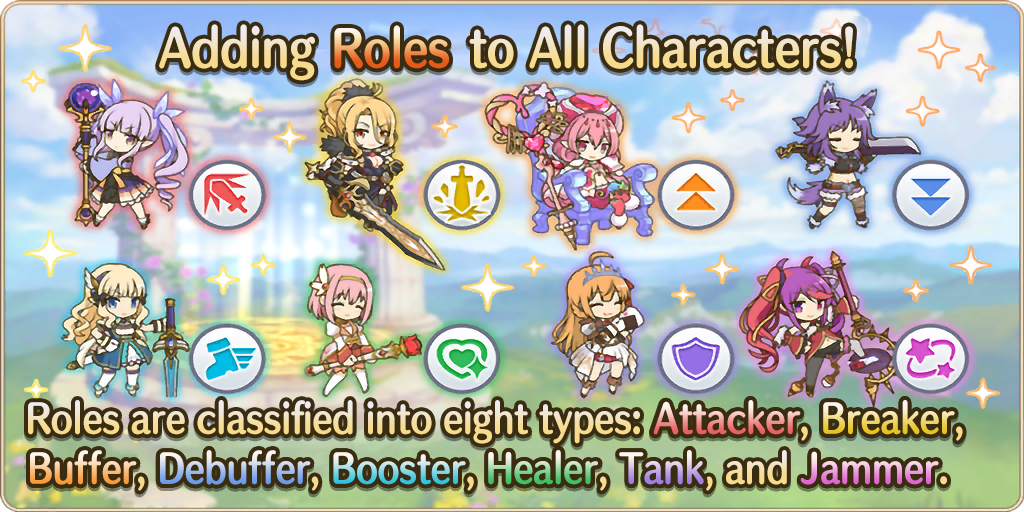 Adding Roles to All Characters!
Roles are classified into eight types: Attacker, Breaker,
Buffer, Debuffer, Booster, Healer, Tank, and Jammer.